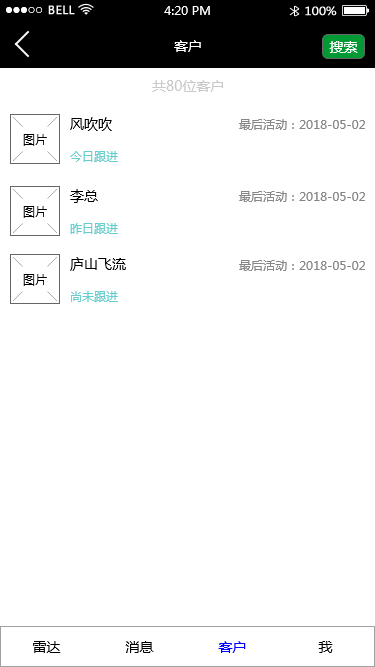 BELL 4:20 PM 100%
客户 搜索
共80位客户
图片 风吹吹 最后活动：2018-05-02
今日跟进
图片 李总 最后活动：2018-05-02
昨日跟进
图片 庐山飞流 最后活动：2018-05-02
尚未跟进
雷达 消息 客户 我